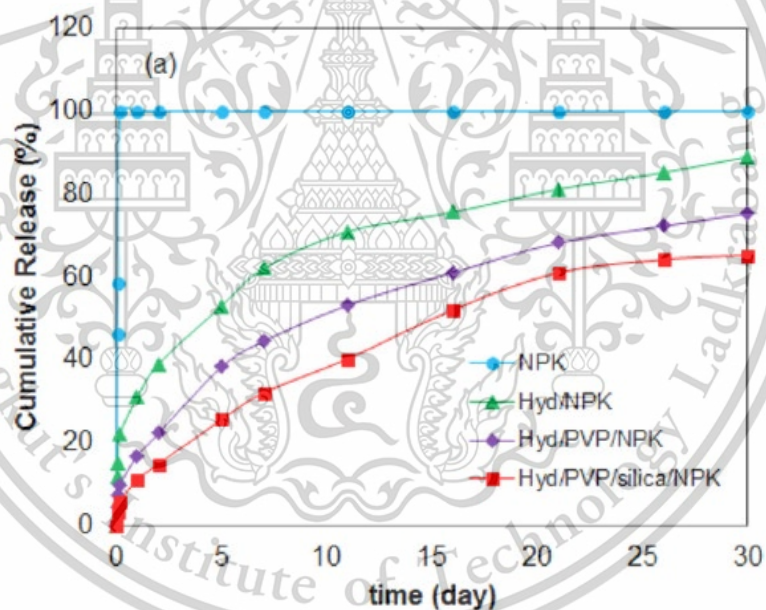 120
(a)
100
80
60
40
20
0
Cumulative Release (%)
NPK
Hyd/NPK
Hyd/PVP/NPK
Hyd/PVP/silica/NPK
0 5 10 15 20 25 30
time (day)
Institute of Technology Ladkrabang